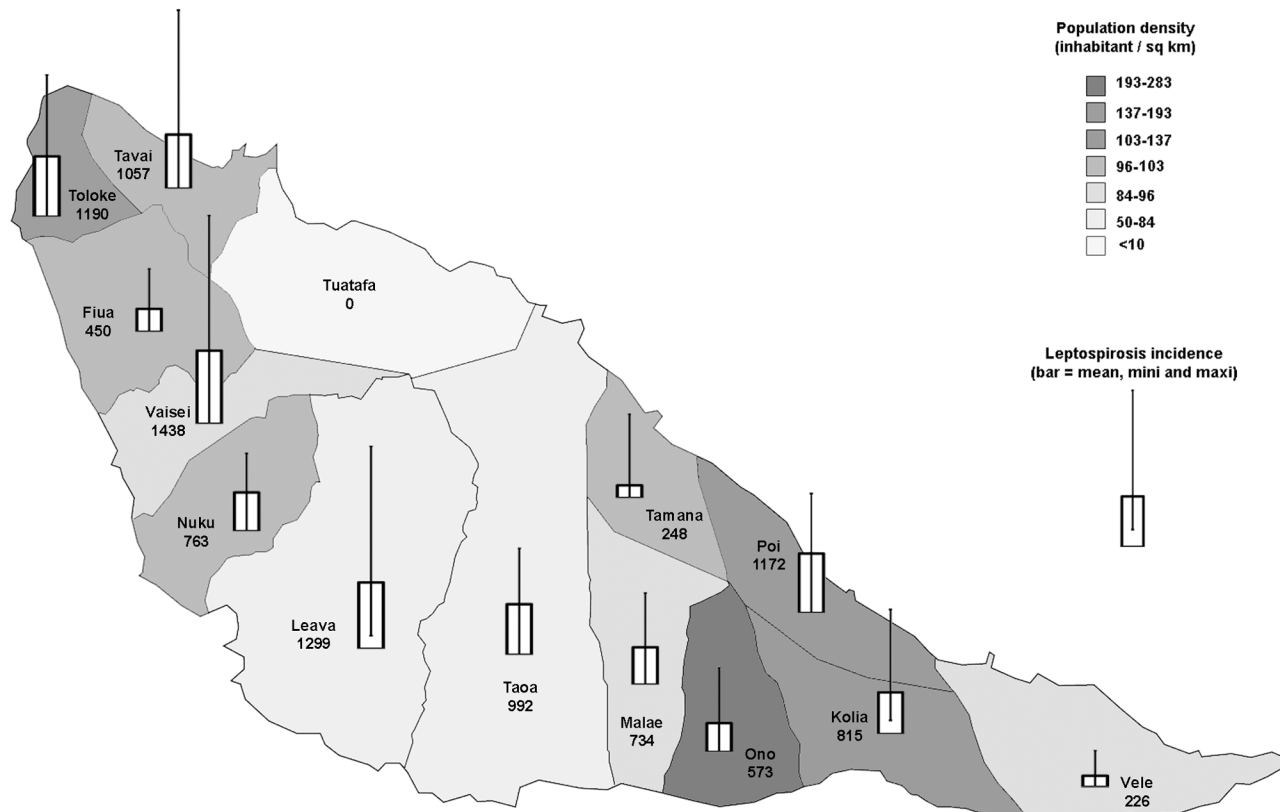 Population density
(inhabitant / sq km)
193-283
137-193
103-137
96-103
84-96
50-84
<10
Tavai
1057
Toloke
1190
Tuatafa
0
Fiua
450
Leptospirosis incidence
(bar = mean, mini and maxi)
Vaisei
1438
Nuku
763
Tamana
248
Poi
1172
Leava
1299
Taoa
992
Malae
734
Kolia
815
Ono
573
Vele
226